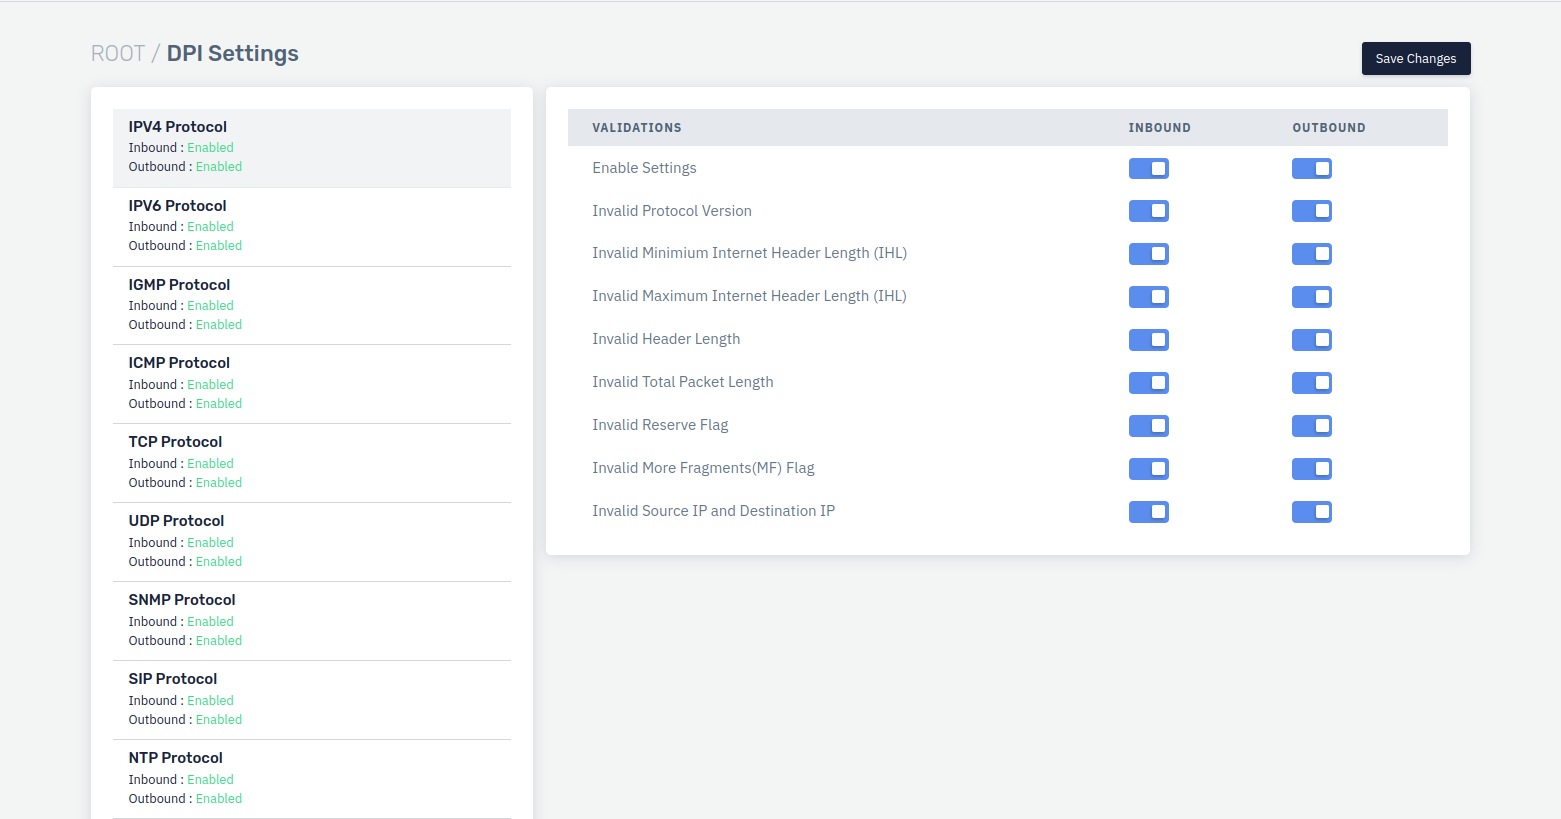 ROOT / DPI Settings
Save Changes
IPV4 Protocol
Inbound : Enabled
Outbound : Enabled
IPV6 Protocol
Inbound : Enabled
Outbound : Enabled
IGMP Protocol
Inbound : Enabled
Outbound : Enabled
ICMP Protocol
Inbound : Enabled
Outbound : Enabled
TCP Protocol
Inbound : Enabled
Outbound : Enabled
UDP Protocol
Inbound : Enabled
Outbound : Enabled
SNMP Protocol
Inbound : Enabled
Outbound : Enabled
SIP Protocol
Inbound : Enabled
Outbound : Enabled
NTP Protocol
Inbound : Enabled
Outbound : Enabled
VALIDATIONS INBOUND OUTBOUND
Enable Settings
Invalid Protocol Version
Invalid Minimium Internet Header Length (IHL)
Invalid Maximum Internet Header Length (IHL)
Invalid Header Length
Invalid Total Packet Length
Invalid Reserve Flag
Invalid More Fragments(MF) Flag
Invalid Source IP and Destination IP